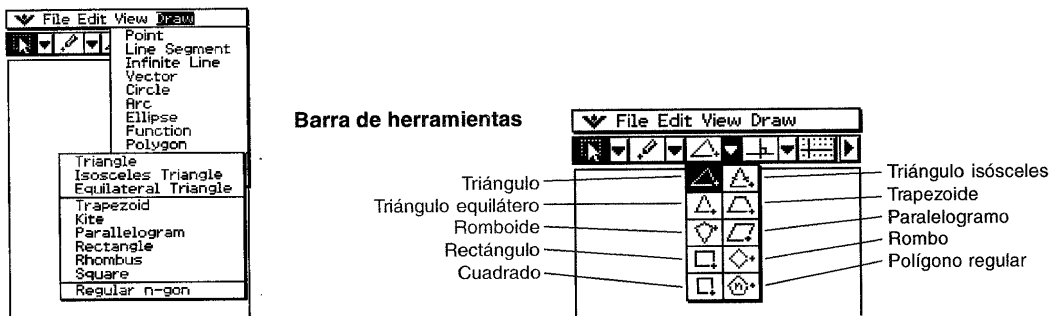 File Edit View Draw
Point
Line Segment
Infinite Line
Vector
Circle
Arc
Ellipse
Function
Polygon
Triangle
Isosceles Triangle
Equilateral Triangle
Trapezoid
Kite
Parallelogram
Rectangle
Rhombus
Square
Regular n-gon
Barra de herramientas
File Edit View Draw
Triángulo
Triángulo equilátero
Romboide
Rectángulo
Cuadrado
Triángulo isósceles
Trapezoide
Paralelogramo
Rombo
Polígono regular